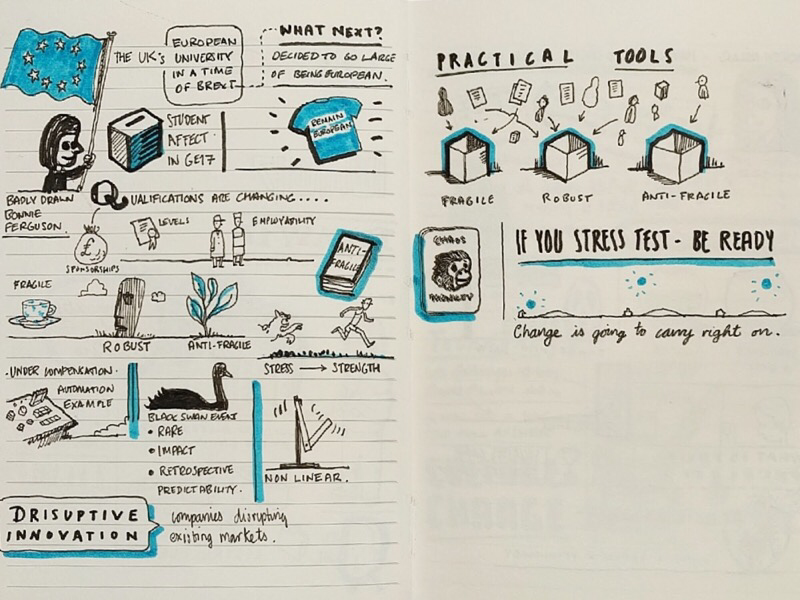 THE UK'S
EUROPEAN
UNIVERSITY
IN A TIME
OF BREXIT
WHAT NEXT?
DECIDED TO GO LARGE
OF BEING EUROPEAN.
STUDENT
AFFECT
IN GE17
REMAIN
EUROPEAN
BADLY DRAWN
BONNIE
FERGUSON.
QUALIFICATIONS ARE CHANGING....
£
SPONSORSHIPS
LEVELS
EMPLOYABILITY
ANTI-
FRAGILE
FRAGILE
ROBUST
ANTI-FRAGILE
STRESS → STRENGTH
·UNDER COMPENSATION·
AUTOMATION
EXAMPLE
BLACK SWAN EVENT
• RARE
• IMPACT
• RETROSPECTIVE
PREDICTABILITY.
NON LINEAR.
DRISUPTIVE
INNOVATION
companies disrupting
existing markets.
PRACTICAL TOOLS
FRAGILE
ROBUST
ANTI-FRAGILE
CHAOS
MONKEY
IF YOU STRESS TEST - BE READY
Change is going to carry right on.